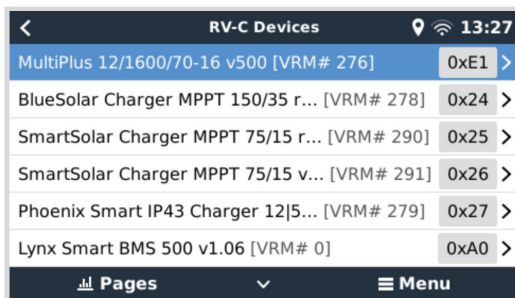 RV-C Devices 13:27
MultiPlus 12/1600/70-16 v500 [VRM# 276] 0xE1
BlueSolar Charger MPPT 150/35 r... [VRM# 278] 0x24
SmartSolar Charger MPPT 75/15 r... [VRM# 290] 0x25
SmartSolar Charger MPPT 75/15 v... [VRM# 291] 0x26
Phoenix Smart IP43 Charger 12|5... [VRM# 279] 0x27
Lynx Smart BMS 500 v1.06 [VRM# 0] 0xA0
Pages Menu